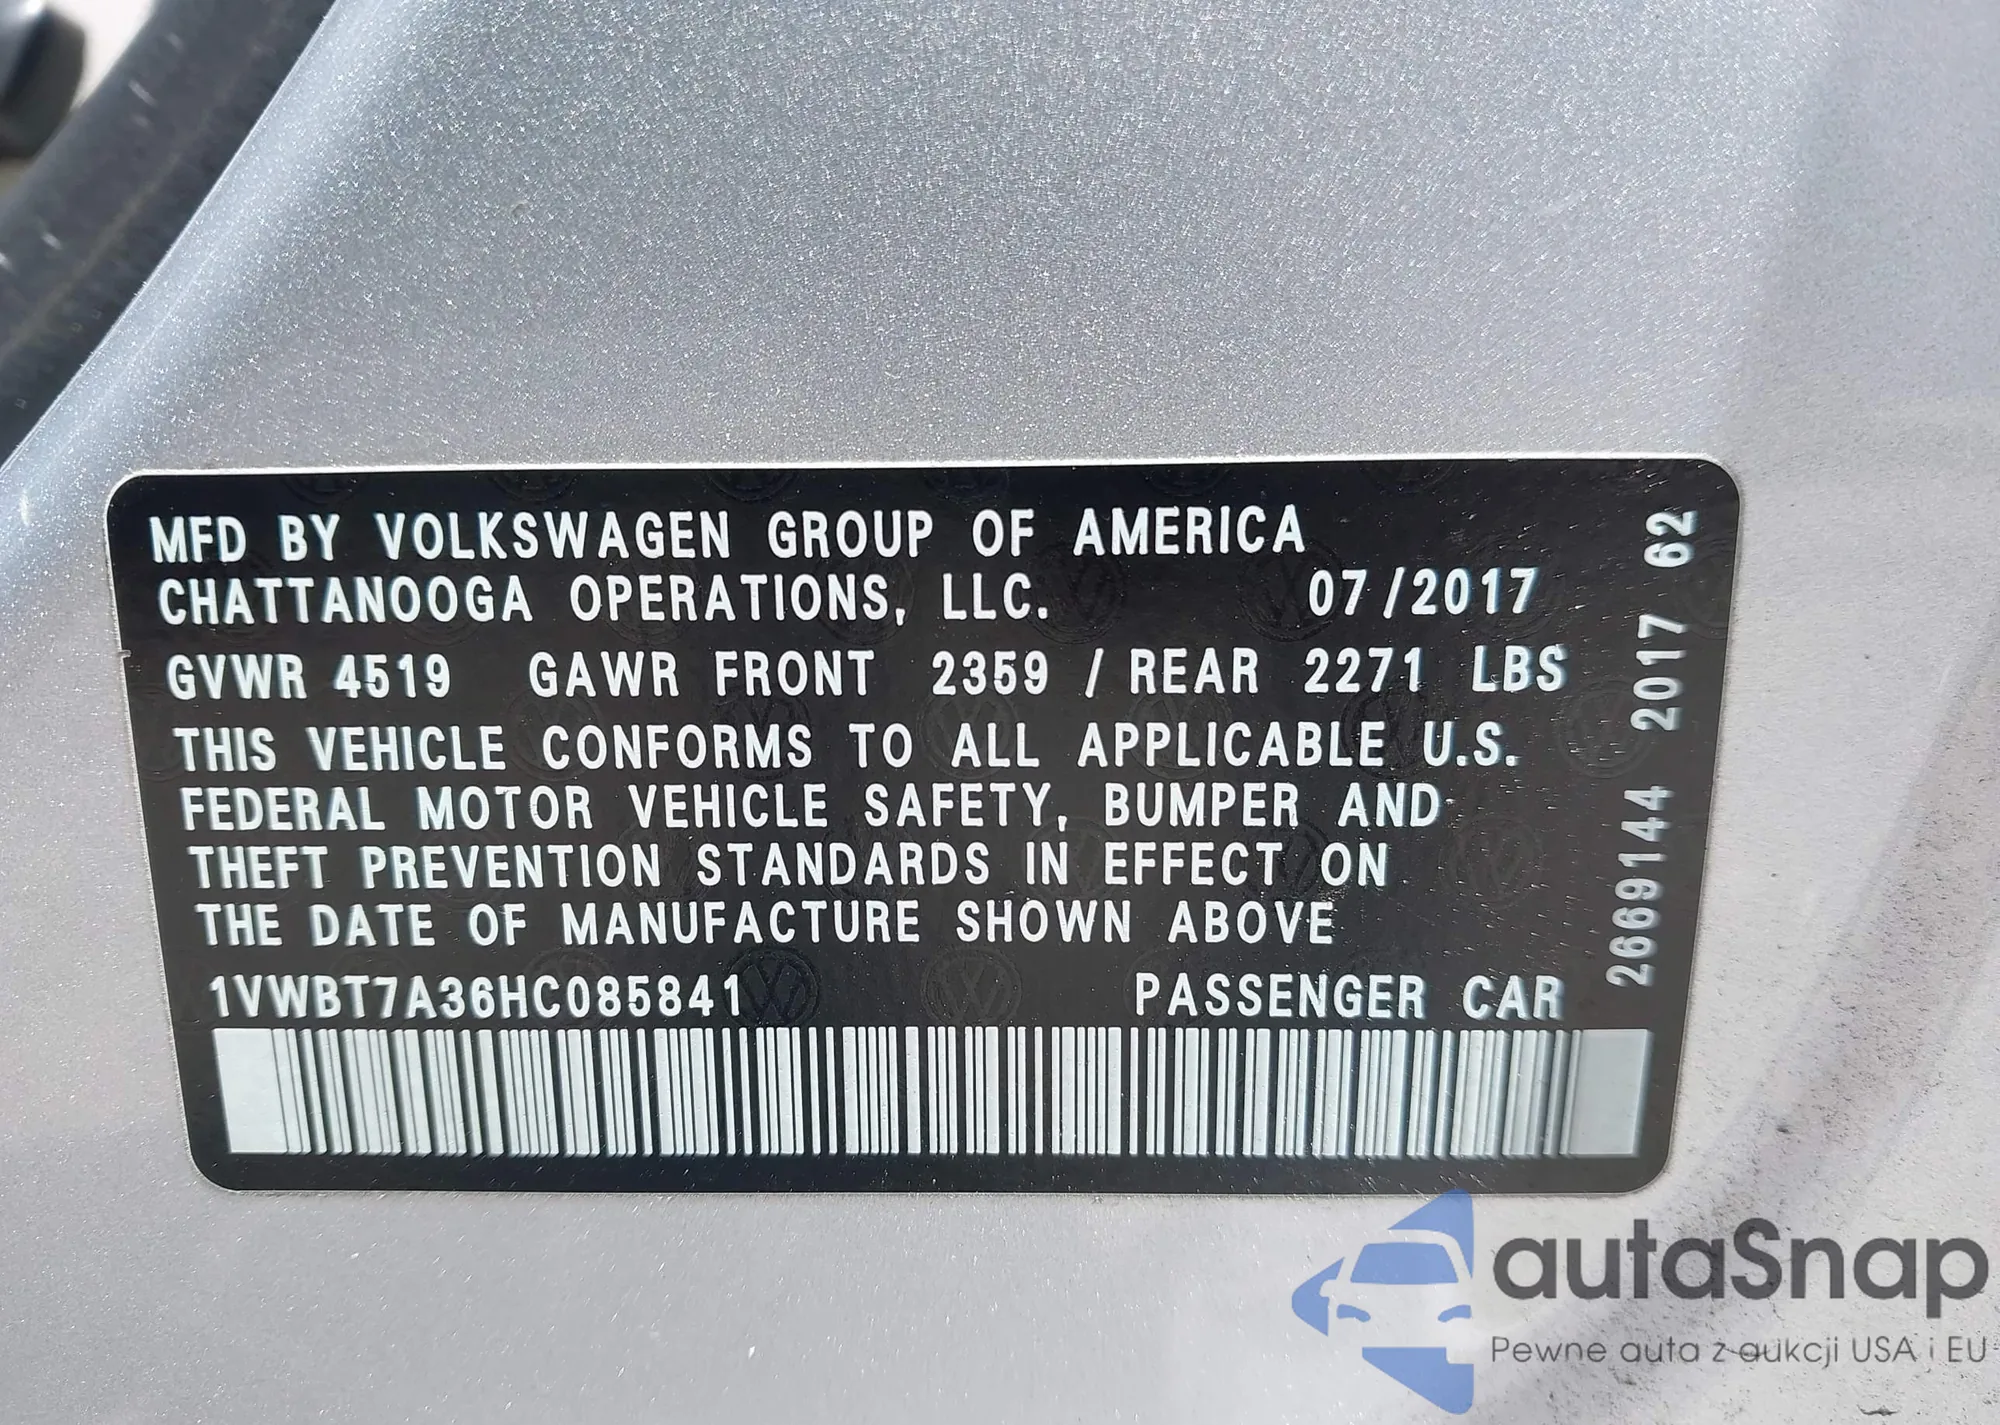 MFD BY VOLKSWAGEN GROUP OF AMERICA
CHATTANOOGA OPERATIONS, LLC. 07/2017
GVWR 4519 GAWR FRONT 2359 / REAR 2271 LBS
THIS VEHICLE CONFORMS TO ALL APPLICABLE U.S.
FEDERAL MOTOR VEHICLE SAFETY, BUMPER AND
THEFT PREVENTION STANDARDS IN EFFECT ON
THE DATE OF MANUFACTURE SHOWN ABOVE
1VWBT7A36HC085841 PASSENGER CAR
2669144 2017 62
autaSnap
Pewne auta z aukcji USA i EU